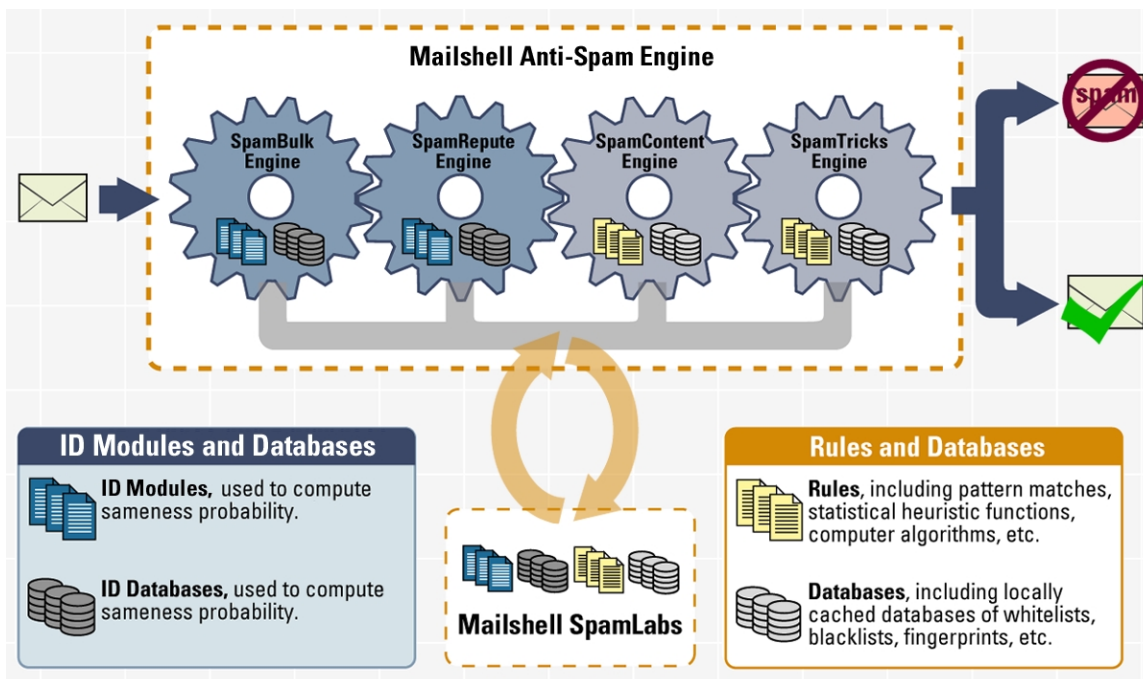 Mailshell Anti-Spam Engine
SpamBulk
Engine
SpamRepute
Engine
SpamContent
Engine
SpamTricks
Engine
spam
ID Modules and Databases
ID Modules, used to compute
sameness probability.
ID Databases, used to compute
sameness probability.
Mailshell SpamLabs
Rules and Databases
Rules, including pattern matches,
statistical heuristic functions,
computer algorithms, etc.
Databases, including locally
cached databases of whitelists,
blacklists, fingerprints, etc.